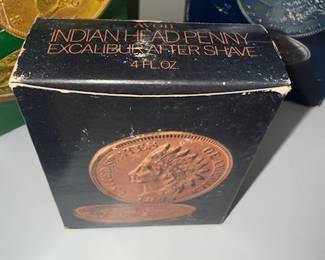 AVON
INDIAN HEAD PENNY
EXCALIBUR AFTER SHAVE
4 FL. OZ.